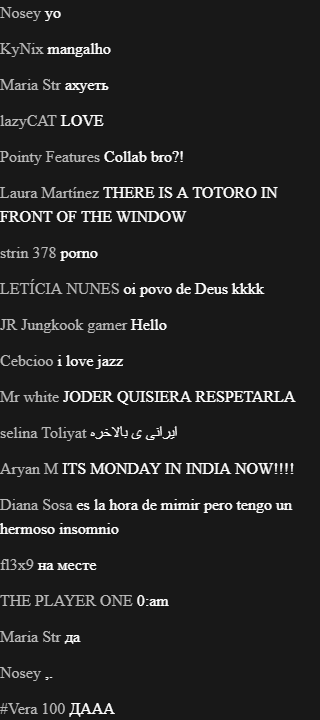 Nosey yo
KyNix mangalho
Maria Str ахуеть
lazyCAT LOVE
Pointy Features Collab bro?!
Laura Martínez THERE IS A TOTORO IN
FRONT OF THE WINDOW
strin 378 porno
LETÍCIA NUNES oi povo de Deus kkkk
JR Jungkook gamer Hello
Cebcioo i love jazz
Mr white JODER QUISIERA RESPETARLA
selina Toliyat ایرانی ی بالاخره
Aryan M ITS MONDAY IN INDIA NOW!!!!
Diana Sosa es la hora de mimir pero tengo un
hermoso insomnio
fl3x9 на месте
THE PLAYER ONE 0:am
Maria Str да
Nosey ,.
#Vera 100 ДААА